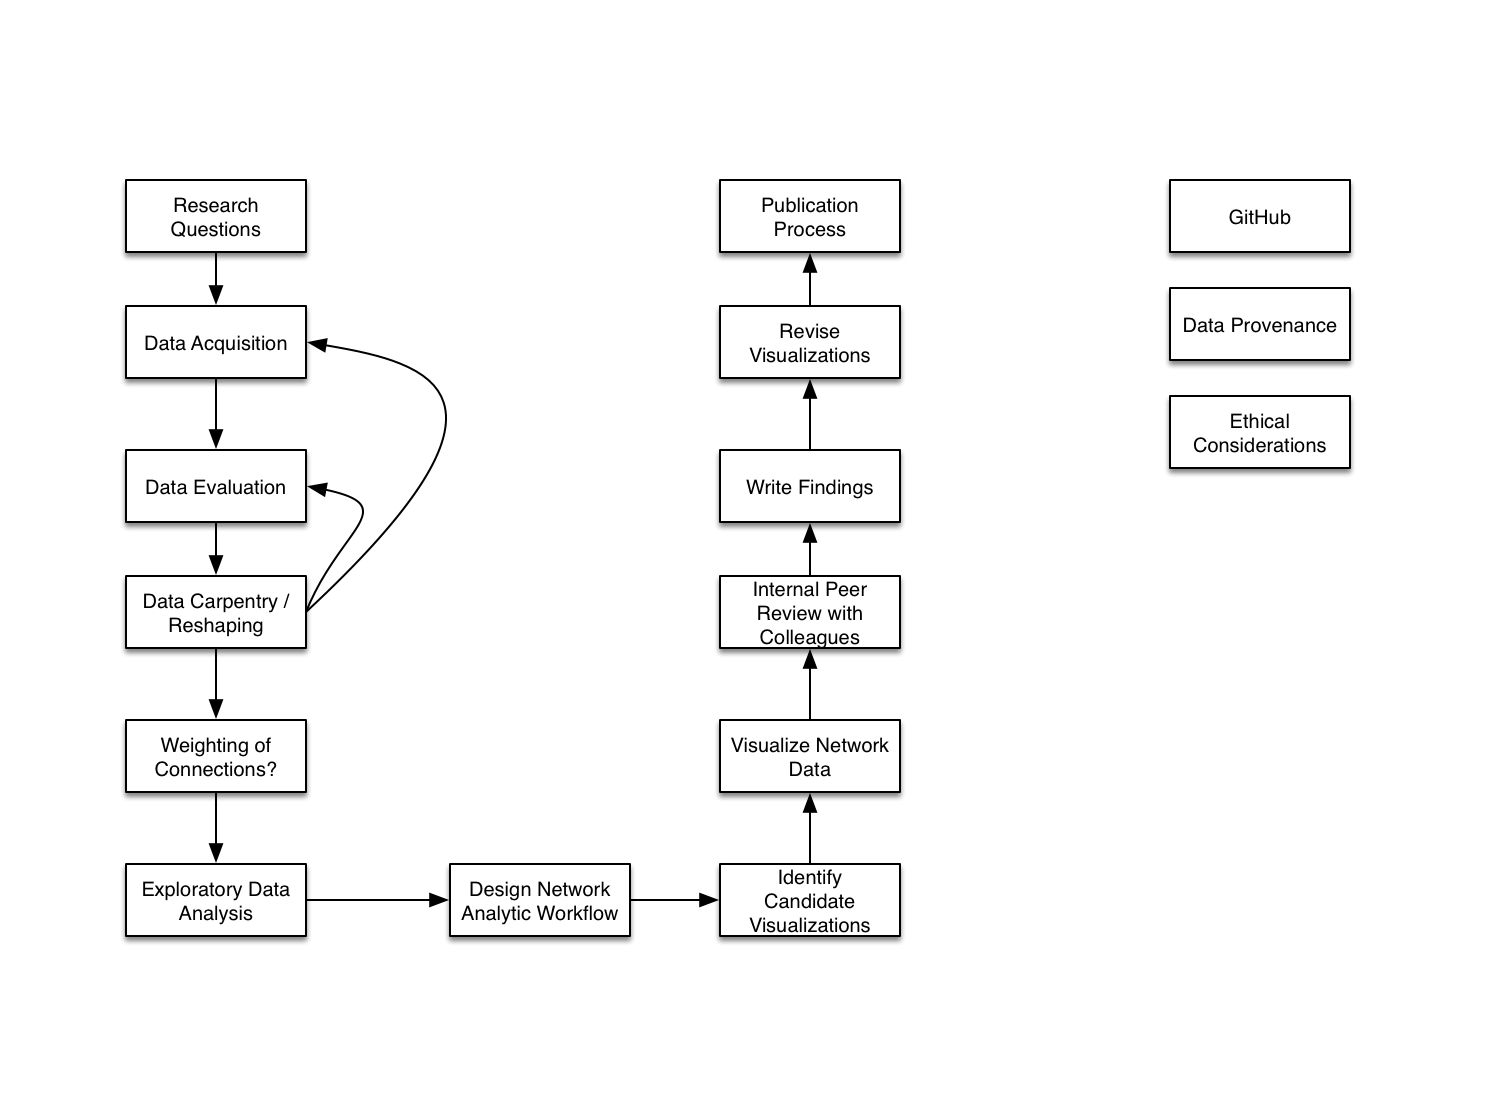 Research
Questions
Data Acquisition
Data Evaluation
Data Carpentry /
Reshaping
Weighting of
Connections?
Exploratory Data
Analysis
Design Network
Analytic Workflow
Identify
Candidate
Visualizations
Visualize Network
Data
Internal Peer
Review with
Colleagues
Write Findings
Revise
Visualizations
Publication
Process
GitHub
Data Provenance
Ethical
Considerations